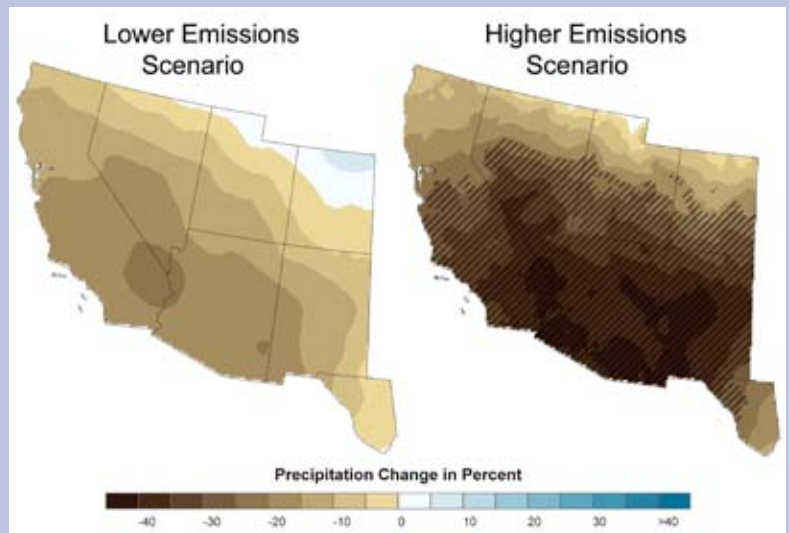 Lower Emissions
Scenario
Higher Emissions
Scenario
Precipitation Change in Percent
-40 -30 -20 -10 0 10 20 30 >40